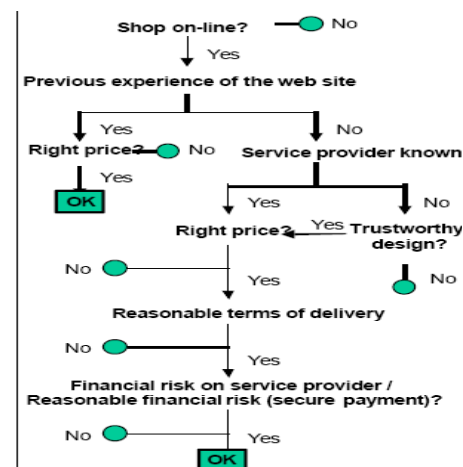 Shop on-line? No
Yes
Previous experience of the web site
Yes No
Right price? No Service provider known
Yes
OK
Yes No
Right price? Yes Trustworthy
design?
No
Yes No
Reasonable terms of delivery
No
Yes
Financial risk on service provider /
Reasonable financial risk (secure payment)?
No Yes
OK